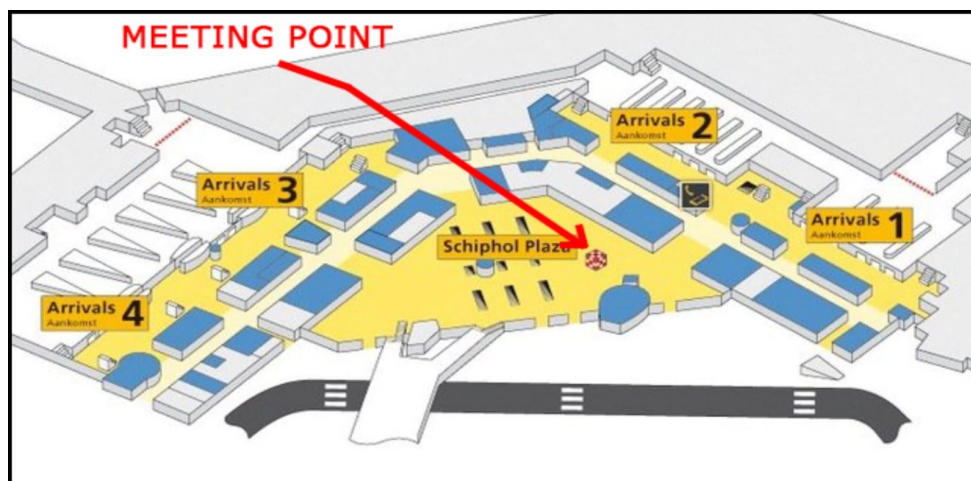 MEETING POINT
Arrivals 2
Aankomst
Arrivals 3
Aankomst
Arrivals 1
Aankomst
Schiphol Plaza
Arrivals 4
Aankomst